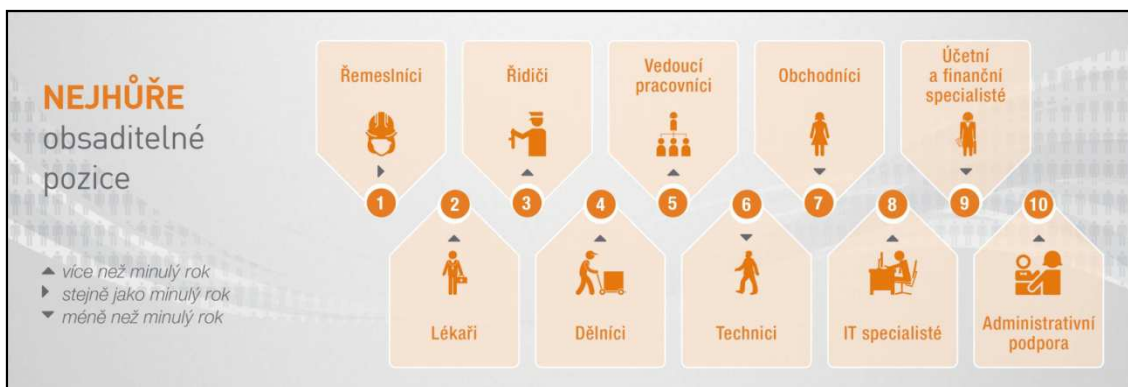 NEJHŮŘE
obsaditelné
pozice
více než minulý rok
stejně jako minulý rok
méně než minulý rok
Řemeslníci
1
2
Lékaři
Řidiči
3
4
Dělníci
Vedoucí
pracovníci
5
6
Technici
Obchodníci
7
8
IT specialisté
Účetní
a finanční
specialisté
9
10
Administrativní
podpora